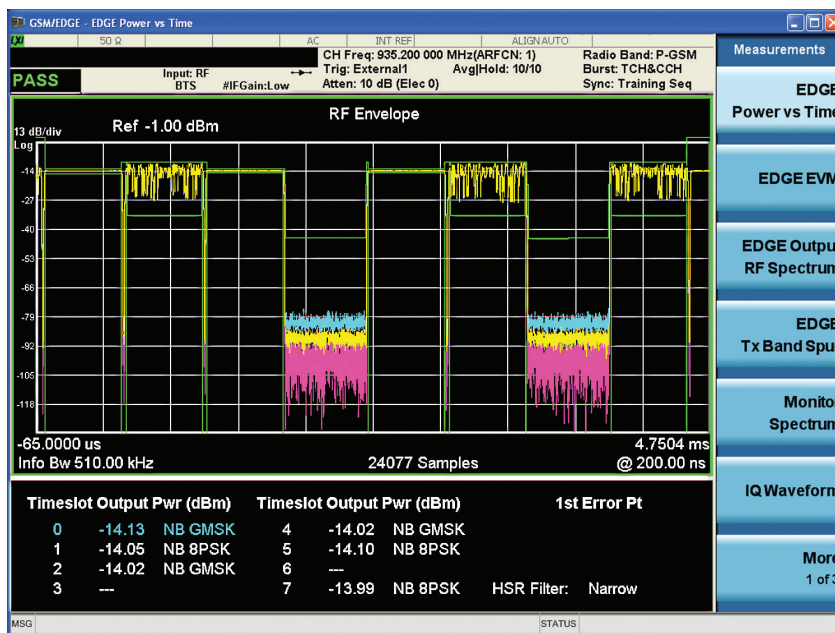 GSM/EDGE - EDGE Power vs Time
LXI 50 Ω AC INT REF ALIGN AUTO
PASS
Input: RF
BTS #IFGain:Low
CH Freq: 935.200 000 MHz(ARFCN: 1) Radio Band: P-GSM
Trig: External1 Avg|Hold: 10/10 Burst: TCH&CCH
Atten: 10 dB (Elec 0) Sync: Training Seq
RF Envelope
13 dB/div Ref -1.00 dBm
Log
-14
-27
-40
-53
-66
-79
-92
-105
-118
-65.0000 us 4.7504 ms
Info Bw 510.00 kHz 24077 Samples @ 200.00 ns
Timeslot Output Pwr (dBm) Timeslot Output Pwr (dBm) 1st Error Pt
0 -14.13 NB GMSK 4 -14.02 NB GMSK
1 -14.05 NB 8PSK 5 -14.10 NB 8PSK
2 -14.02 NB GMSK 6 ---
3 --- 7 -13.99 NB 8PSK HSR Filter: Narrow
MSG STATUS
Measurements
EDGE
Power vs Time
EDGE EVM
EDGE Outpu
RF Spectrum
EDGE
Tx Band Spu
Monito
Spectrum
IQ Waveform
More
1 of 3